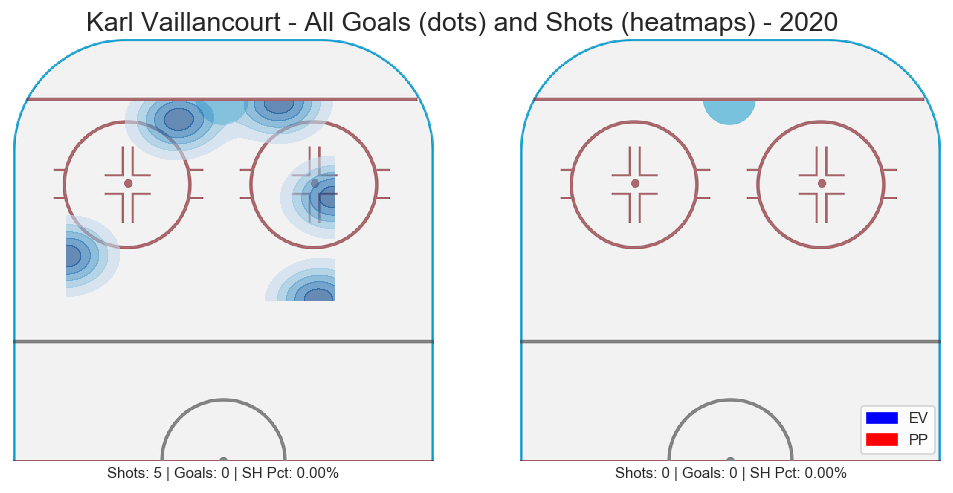 Karl Vaillancourt - All Goals (dots) and Shots (heatmaps) - 2020
EV
PP
Shots: 5 | Goals: 0 | SH Pct: 0.00%
Shots: 0 | Goals: 0 | SH Pct: 0.00%